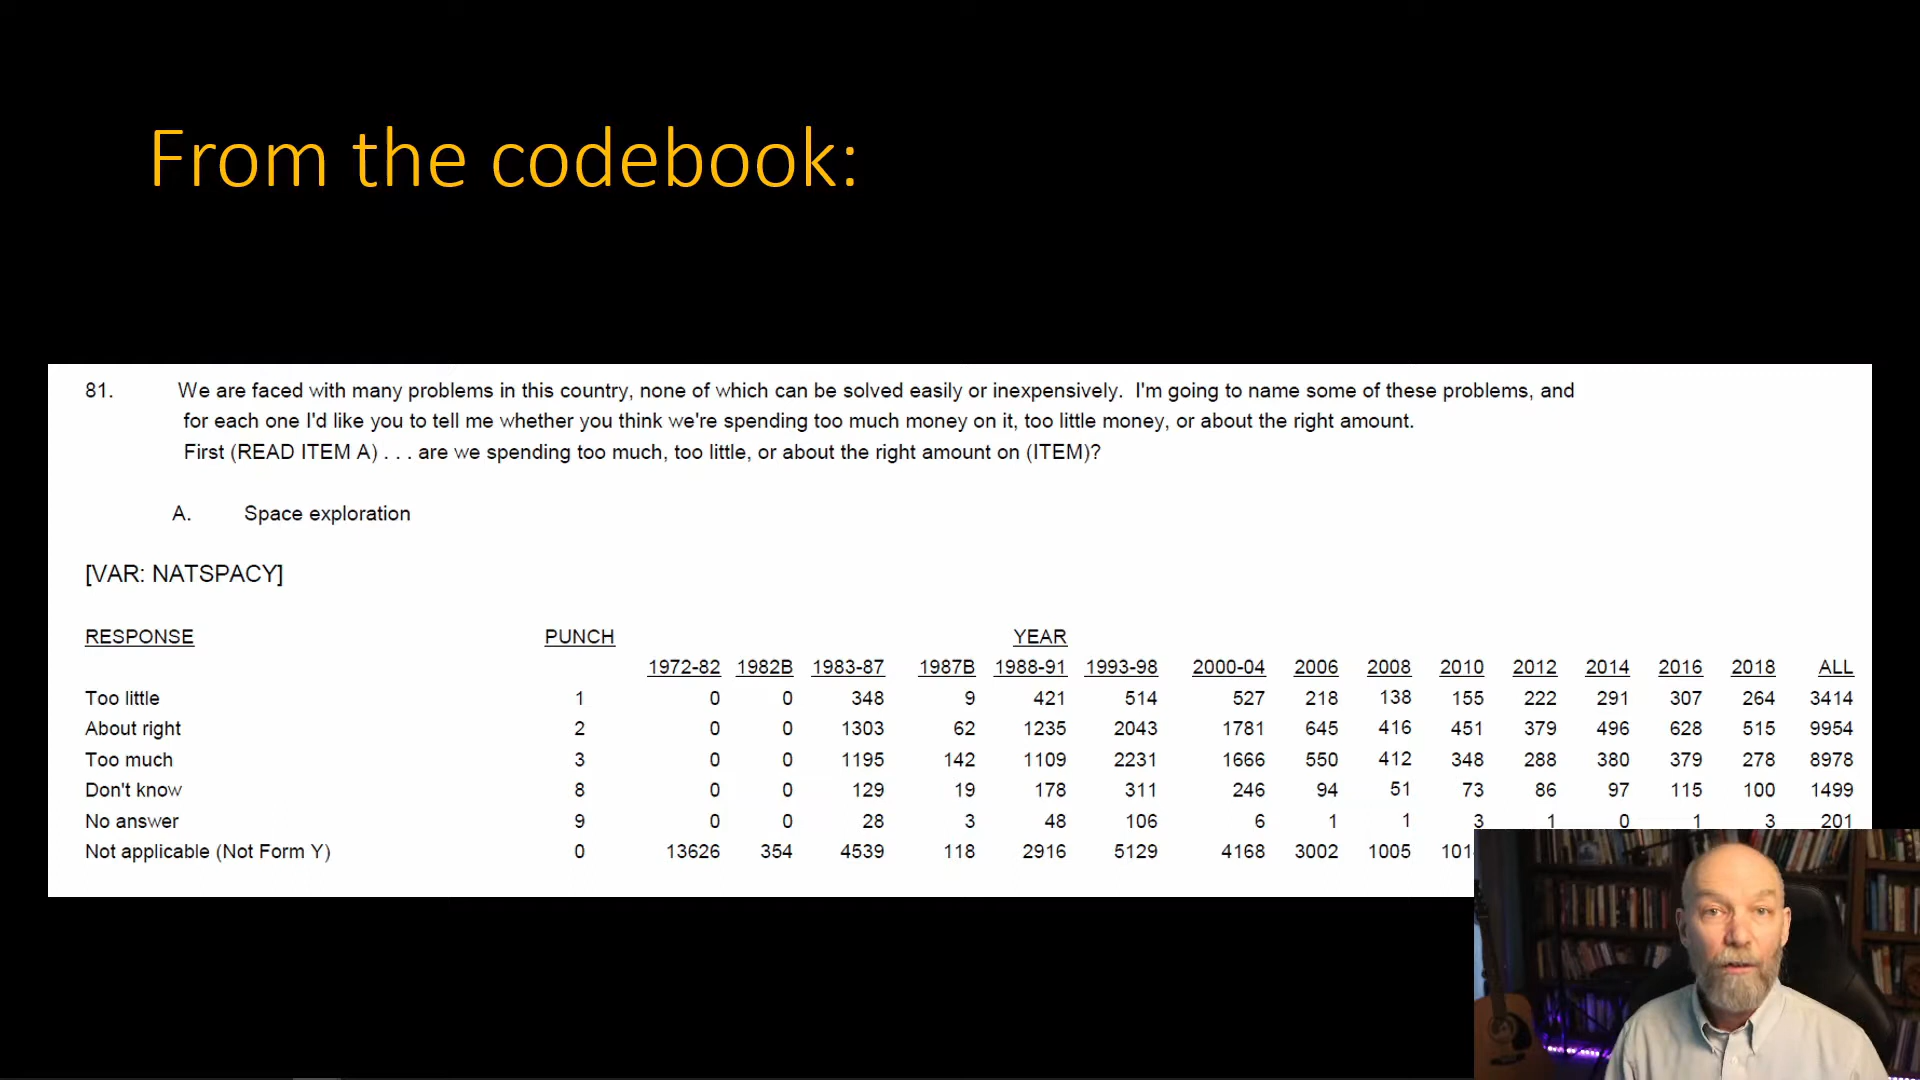 From the codebook:
81. We are faced with many problems in this country, none of which can be solved easily or inexpensively. I'm going to name some of these problems, and
for each one I'd like you to tell me whether you think we're spending too much money on it, too little money, or about the right amount.
First (READ ITEM A) . . . are we spending too much, too little, or about the right amount on (ITEM)?
A. Space exploration
[VAR: NATSPACY]
RESPONSE PUNCH YEAR
1972-82 1982B 1983-87 1987B 1988-91 1993-98 2000-04 2006 2008 2010 2012 2014 2016 2018 ALL
Too little 1 0 0 348 9 421 514 527 218 138 155 222 291 307 264 3414
About right 2 0 0 1303 62 1235 2043 1781 645 416 451 379 496 628 515 9954
Too much 3 0 0 1195 142 1109 2231 1666 550 412 348 288 380 379 278 8978
Don't know 8 0 0 129 19 178 311 246 94 51 73 86 97 115 100 1499
No answer 9 0 0 28 3 48 106 6 1 1 3 1 0 1 3 201
Not applicable (Not Form Y) 0 13626 354 4539 118 2916 5129 4168 3002 1005